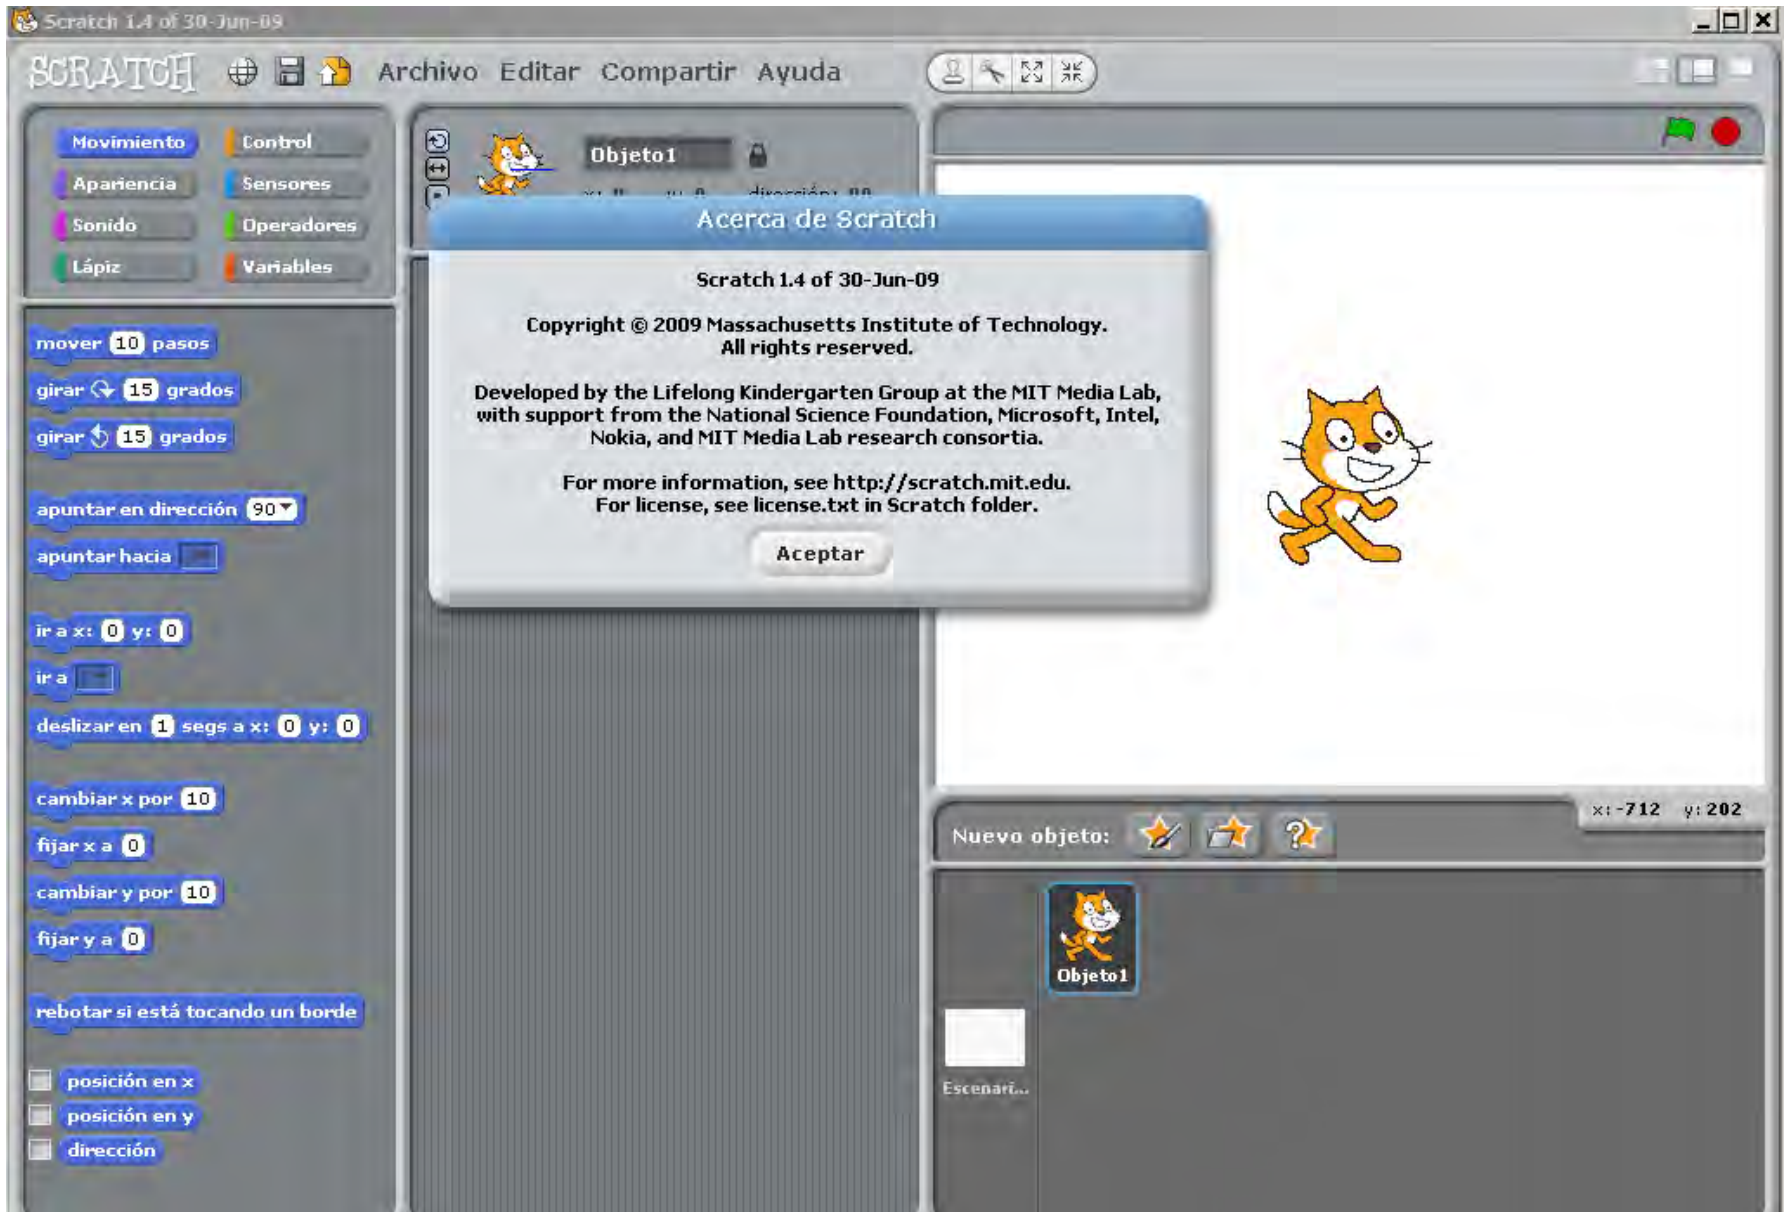 Scratch 1.4 of 30-Jun-09
SCRATCH Archivo Editar Compartir Ayuda
Movimiento Control
Apariencia Sensores
Sonido Operadores
Lápiz Variables
mover 10 pasos
girar 15 grados
girar 15 grados
apuntar en dirección 90
apuntar hacia
ir a x: 0 y: 0
ir a
deslizar en 1 segs a x: 0 y: 0
cambiar x por 10
fijar x a 0
cambiar y por 10
fijar y a 0
rebotar si está tocando un borde
posición en x
posición en y
dirección
Objeto1
x: 0 y: 0 dirección: 90
Acerca de Scratch
Scratch 1.4 of 30-Jun-09
Copyright © 2009 Massachusetts Institute of Technology.
All rights reserved.
Developed by the Lifelong Kindergarten Group at the MIT Media Lab,
with support from the National Science Foundation, Microsoft, Intel,
Nokia, and MIT Media Lab research consortia.
For more information, see http://scratch.mit.edu.
For license, see license.txt in Scratch folder.
Aceptar
x: -712 y: 202
Nuevo objeto:
Objeto1
Escenari...